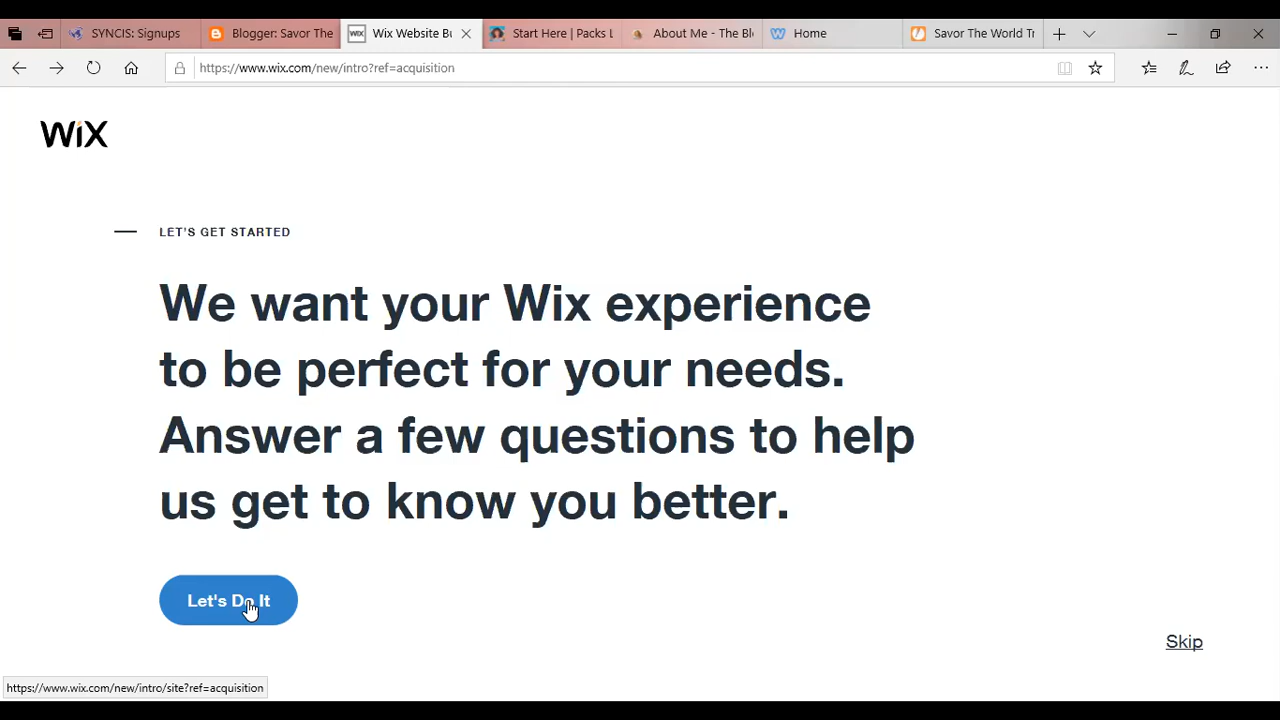 SYNCIS: Signups
Blogger: Savor The
Wix Website Bu
Start Here | Packs L
About Me - The Bl
Home
Savor The World Tr
https://www.wix.com/new/intro?ref=acquisition
WiX
LET'S GET STARTED
We want your Wix experience
to be perfect for your needs.
Answer a few questions to help
us get to know you better.
Let's Do It
Skip
https://www.wix.com/new/intro/site?ref=acquisition